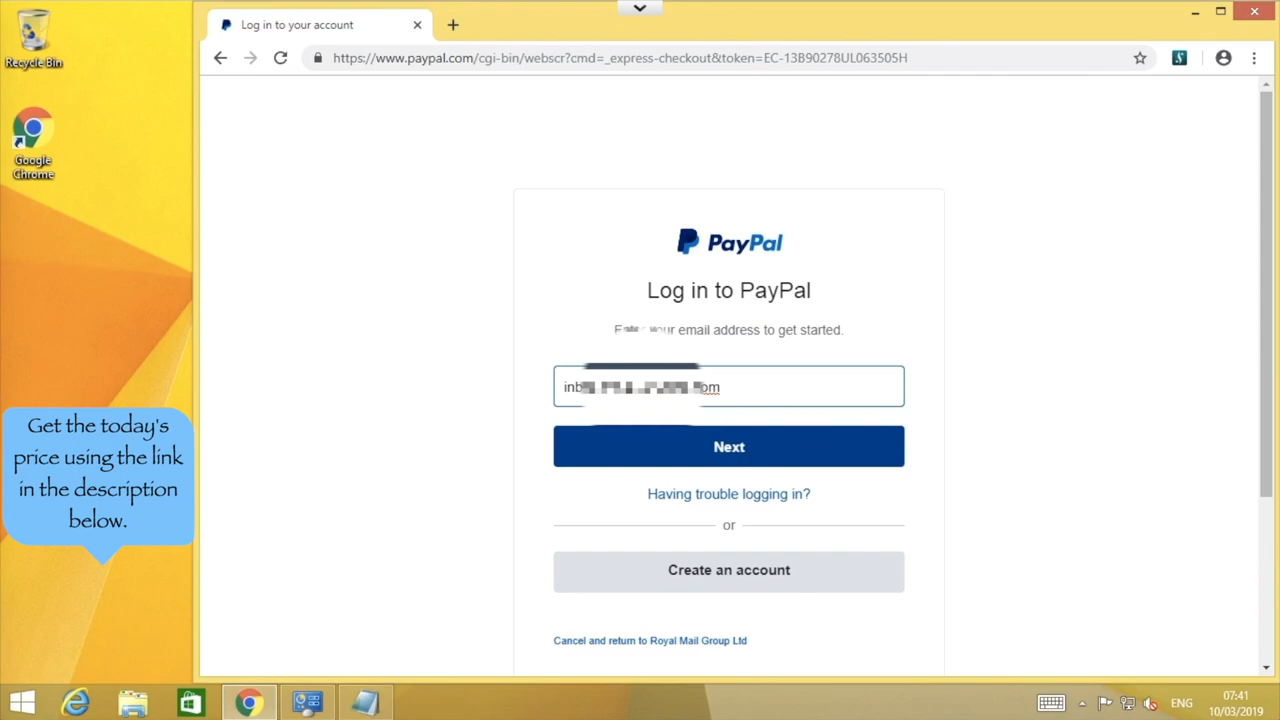 Log in to your account
https://www.paypal.com/cgi-bin/webscr?cmd=_express-checkout&token=EC-13B90278UL063505H
Recycle Bin
Google
Chrome
PayPal
Log in to PayPal
Enter your email address to get started.
Next
Having trouble logging in?
or
Create an account
Cancel and return to Royal Mail Group Ltd
Get the today's
price using the link
in the description
below.
ENG
07:41
10/03/2019